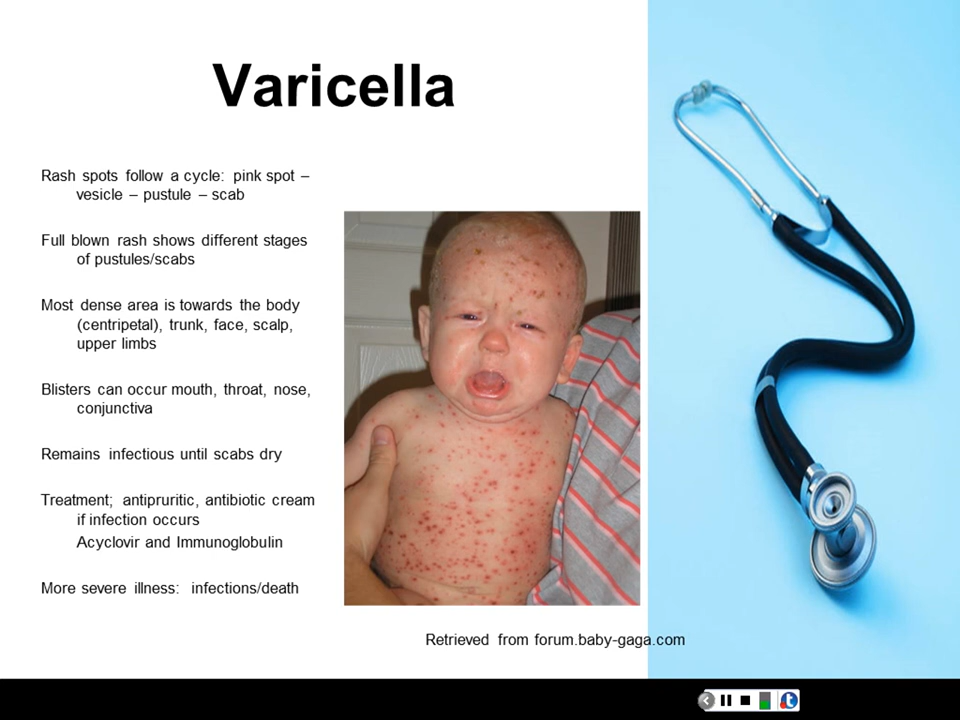 Varicella
Rash spots follow a cycle: pink spot –
vesicle – pustule – scab
Full blown rash shows different stages
of pustules/scabs
Most dense area is towards the body
(centripetal), trunk, face, scalp,
upper limbs
Blisters can occur mouth, throat, nose,
conjunctiva
Remains infectious until scabs dry
Treatment; antipruritic, antibiotic cream
if infection occurs
Acyclovir and Immunoglobulin
More severe illness: infections/death
Retrieved from forum.baby-gaga.com